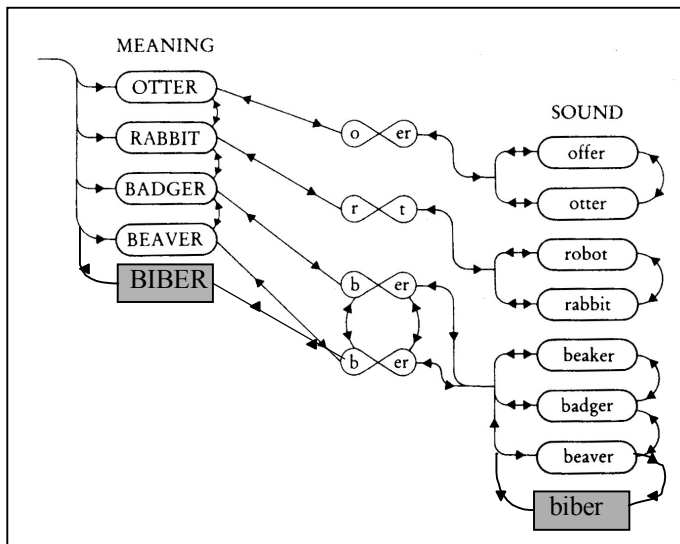 MEANING
OTTER
RABBIT
BADGER
BEAVER
BIBER
o er
r t
b er
b er
SOUND
offer
otter
robot
rabbit
beaker
badger
beaver
biber